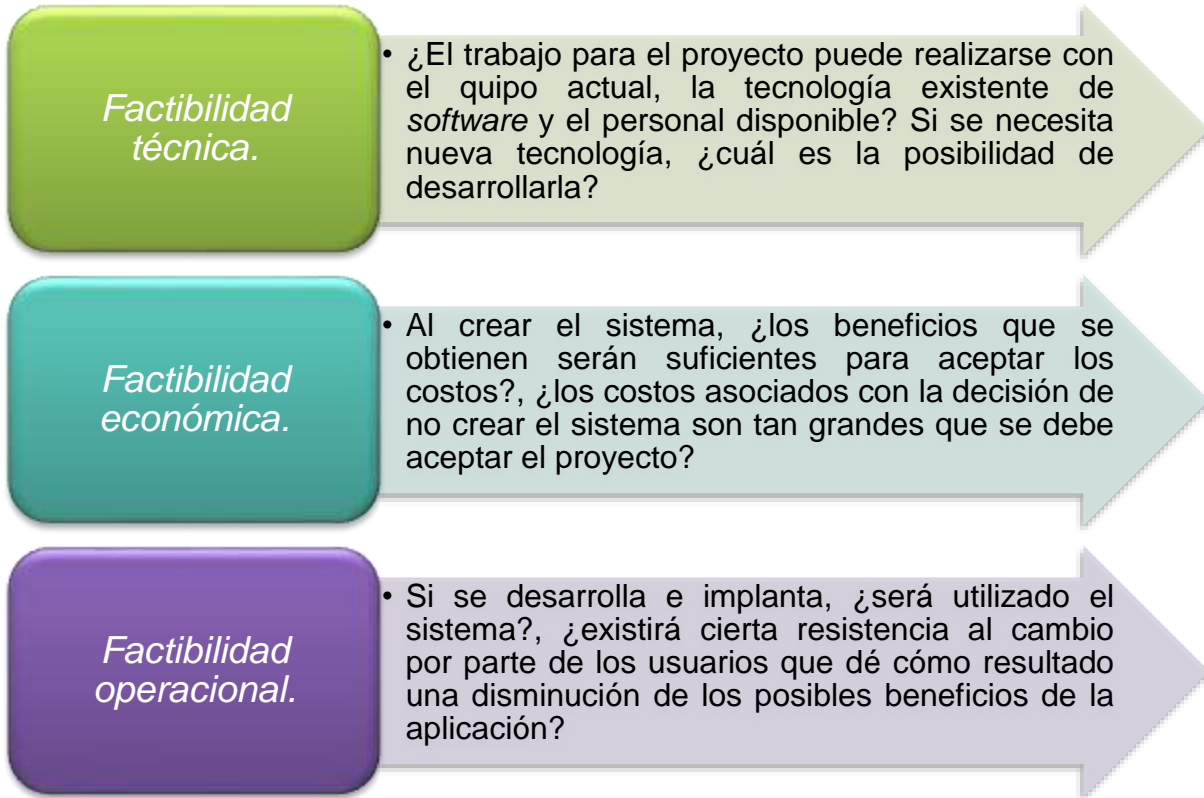 Factibilidad
técnica.
• ¿El trabajo para el proyecto puede realizarse con
el quipo actual, la tecnología existente de
software y el personal disponible? Si se necesita
nueva tecnología, ¿cuál es la posibilidad de
desarrollarla?
Factibilidad
económica.
• Al crear el sistema, ¿los beneficios que se
obtienen serán suficientes para aceptar los
costos?, ¿los costos asociados con la decisión de
no crear el sistema son tan grandes que se debe
aceptar el proyecto?
Factibilidad
operacional.
• Si se desarrolla e implanta, ¿será utilizado el
sistema?, ¿existirá cierta resistencia al cambio
por parte de los usuarios que dé cómo resultado
una disminución de los posibles beneficios de la
aplicación?